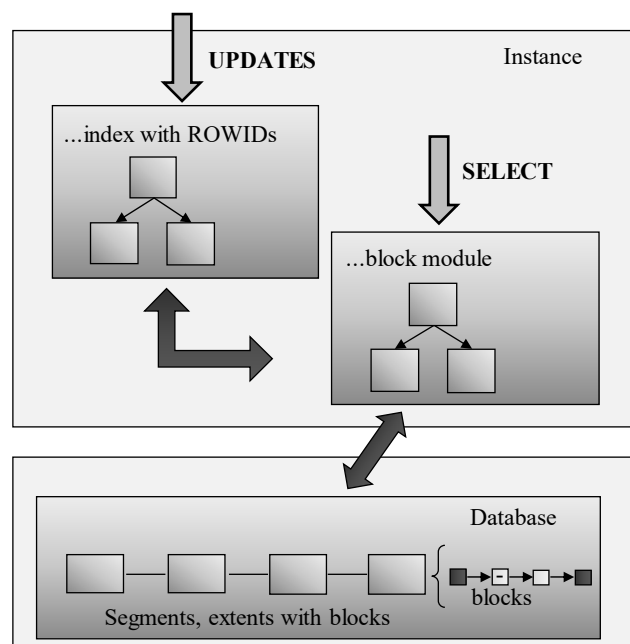 UPDATES
Instance
...index with ROWIDs
SELECT
...block module
Database
blocks
Segments, extents with blocks